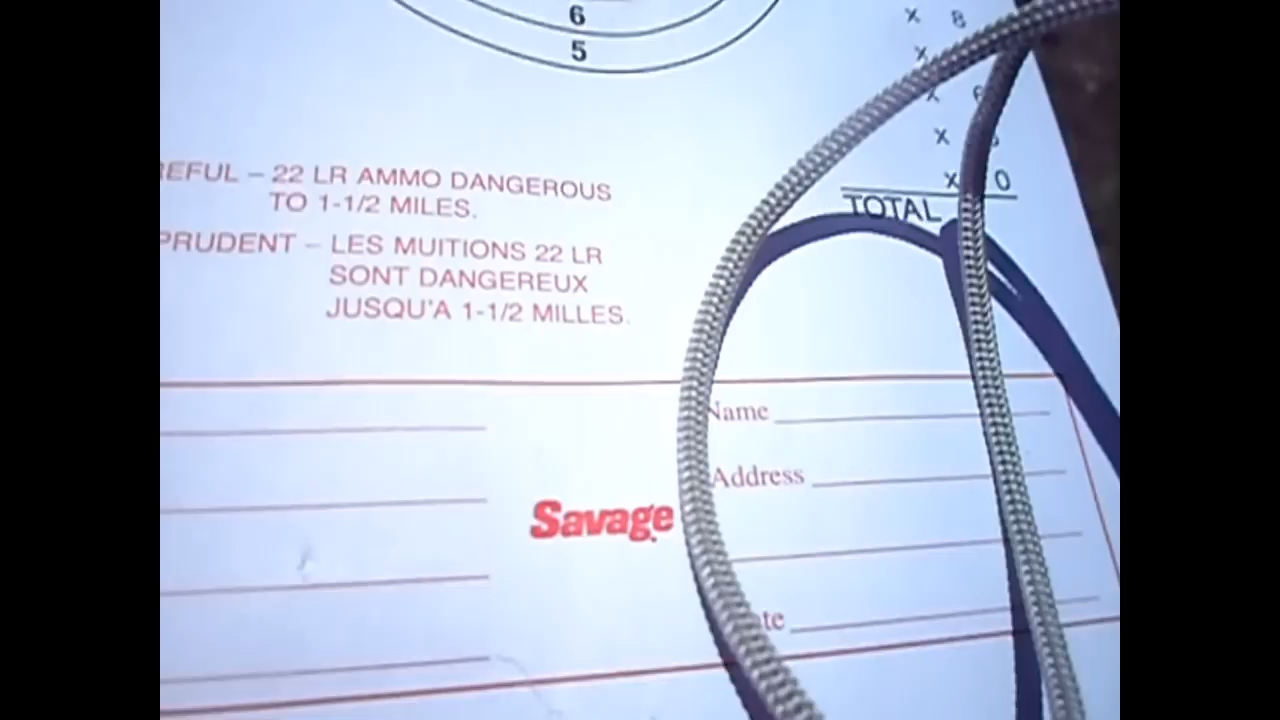 6
5
x 8
x
x 6
x
x 0
TOTAL
EFUL – 22 LR AMMO DANGEROUS
TO 1-1/2 MILES.
PRUDENT – LES MUITIONS 22 LR
SONT DANGEREUX
JUSQU'A 1-1/2 MILLES.
Name
Address
Savage
te